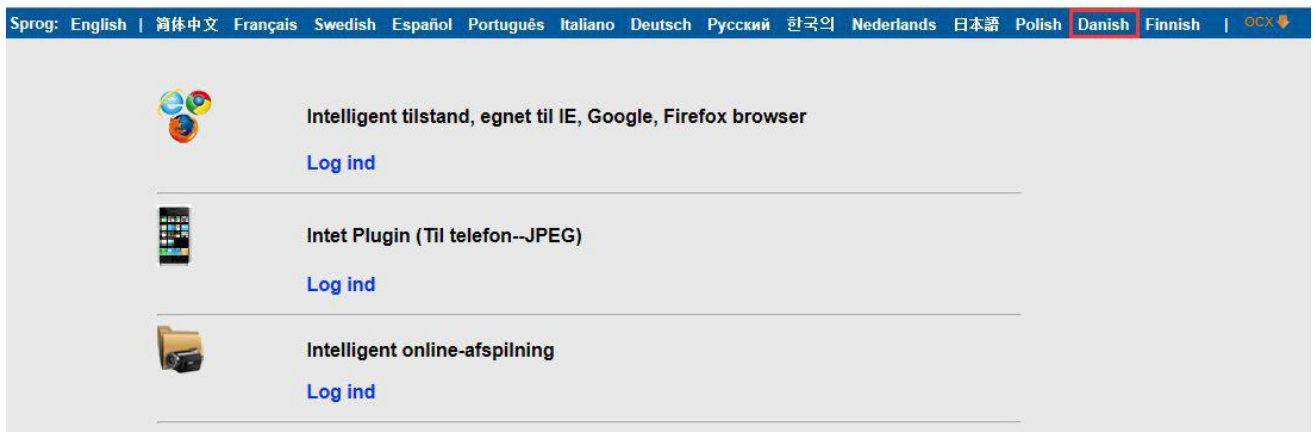 Sprog: English | 简体中文 Français Swedish Español Português Italiano Deutsch Русский 한국의 Nederlands 日本語 Polish Danish Finnish | OCX
Intelligent tilstand, egnet til IE, Google, Firefox browser
Log ind
Intet Plugin (Til telefon--JPEG)
Log ind
Intelligent online-afspilning
Log ind